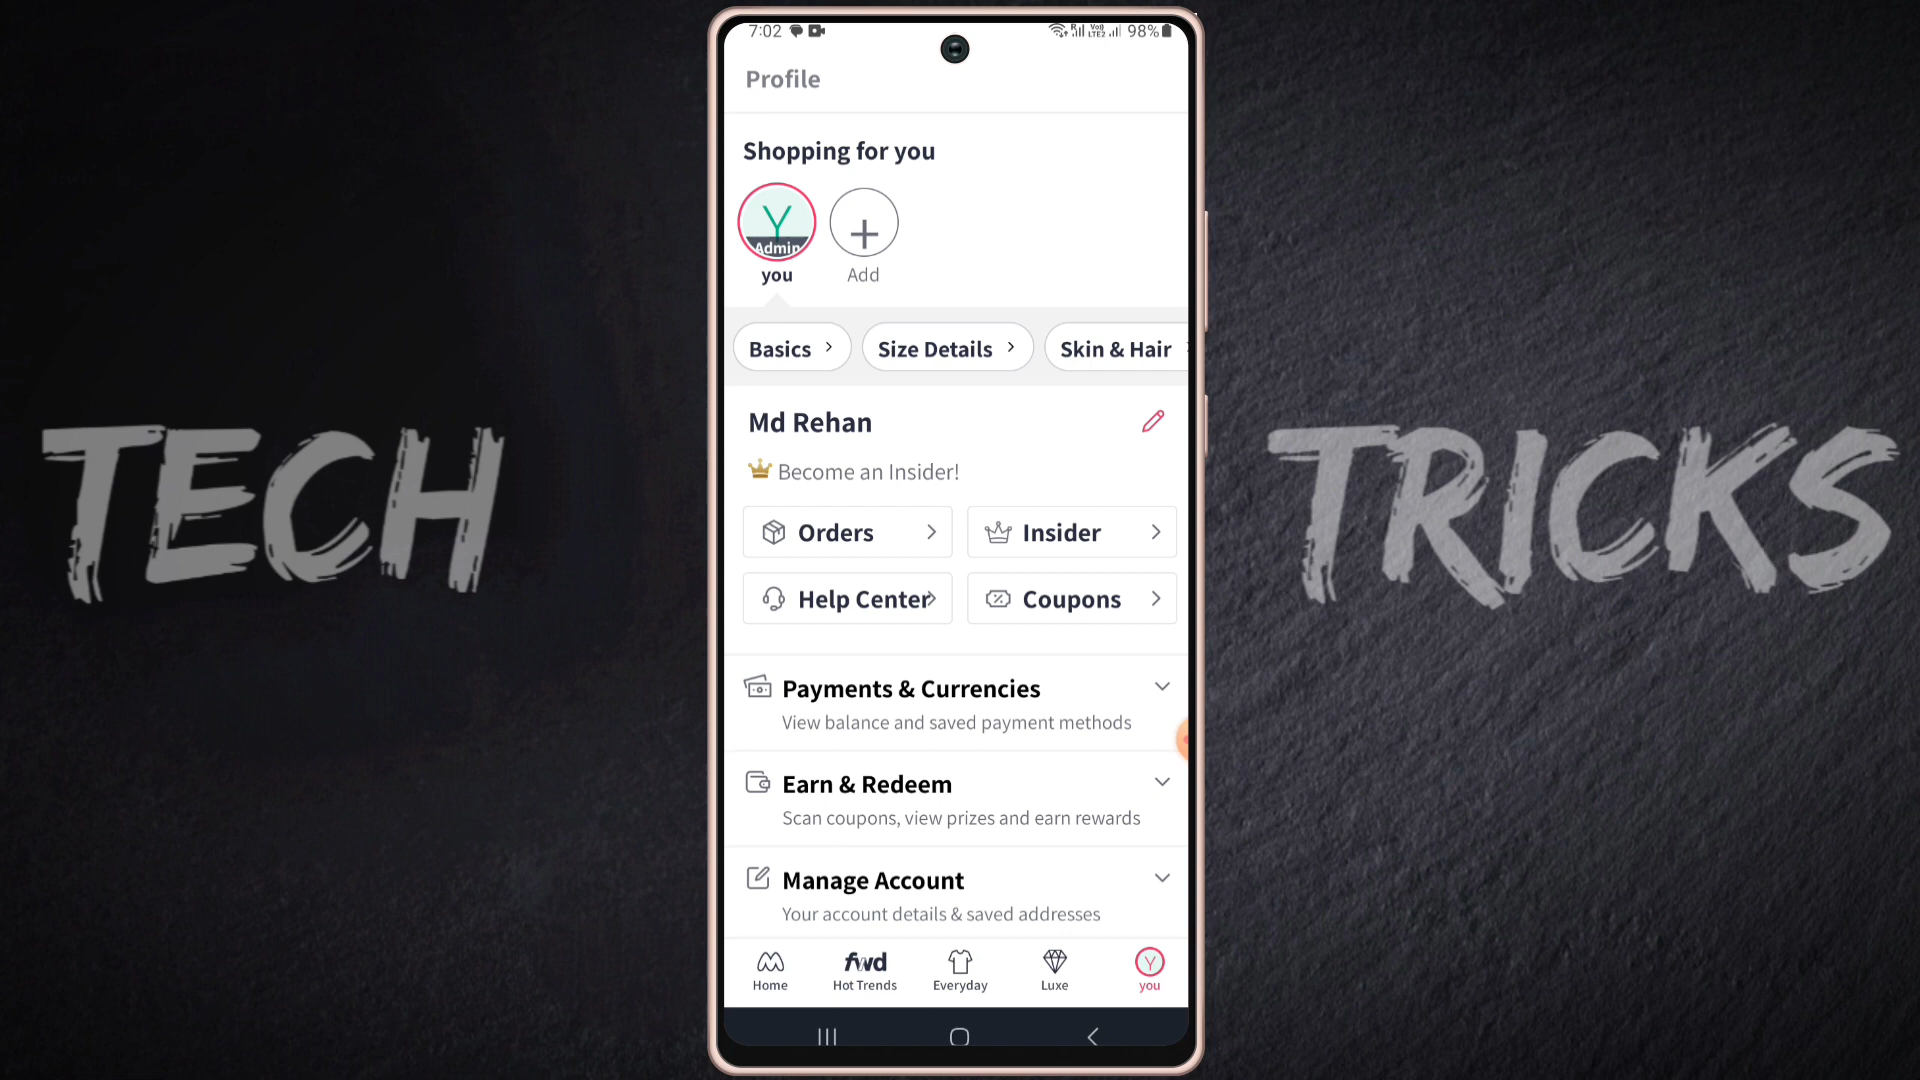 7:02 98%
Profile
TECH
TRICKS
Shopping for you
Y
Admin
you
Add
Basics
Size Details
Skin & Hair
Md Rehan
Become an Insider!
Orders
Insider
Help Center
Coupons
Payments & Currencies
View balance and saved payment methods
Earn & Redeem
Scan coupons, view prizes and earn rewards
Manage Account
Your account details & saved addresses
fwd
Y
Home
Hot Trends
Everyday
Luxe
you